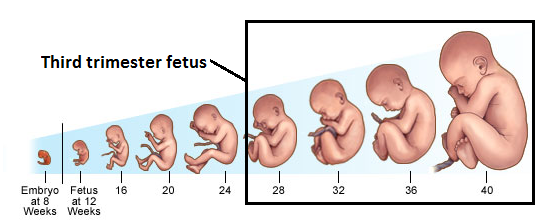 Third trimester fetus
Embryo
at 8
Weeks
Fetus
at 12
Weeks
16
20
24
28
32
36
40